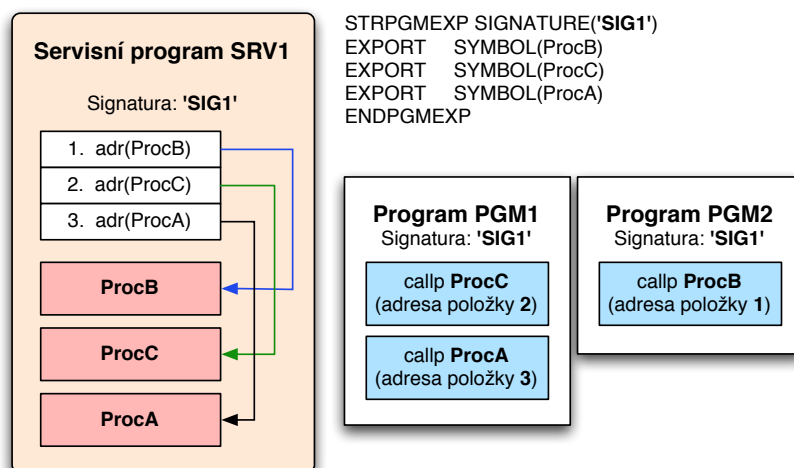 Servisní program SRV1
Signatura: 'SIG1'
1. adr(ProcB)
2. adr(ProcC)
3. adr(ProcA)
ProcB
ProcC
ProcA
STRPGMEXP SIGNATURE('SIG1')
EXPORT SYMBOL(ProcB)
EXPORT SYMBOL(ProcC)
EXPORT SYMBOL(ProcA)
ENDPGMEXP
Program PGM1
Signatura: 'SIG1'
callp ProcC
(adresa položky 2)
callp ProcA
(adresa položky 3)
Program PGM2
Signatura: 'SIG1'
callp ProcB
(adresa položky 1)